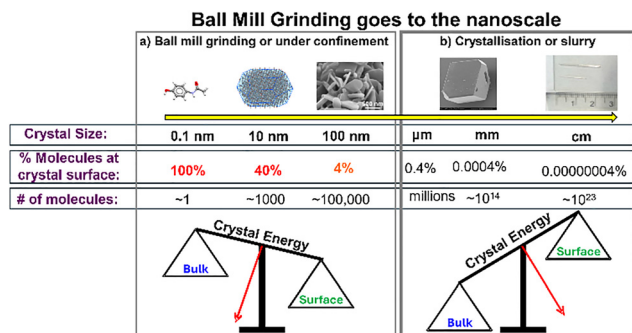 Ball Mill Grinding goes to the nanoscale
a) Ball mill grinding or under confinement
b) Crystallisation or slurry
Crystal Size: 0.1 nm 10 nm 100 nm µm mm cm
% Molecules at crystal surface: 100% 40% 4% 0.4% 0.0004% 0.00000004%
# of molecules: ~1 ~1000 ~100,000 millions ~10¹⁴ ~10²³
Crystal Energy
Bulk
Surface
Crystal Energy
Surface
Bulk